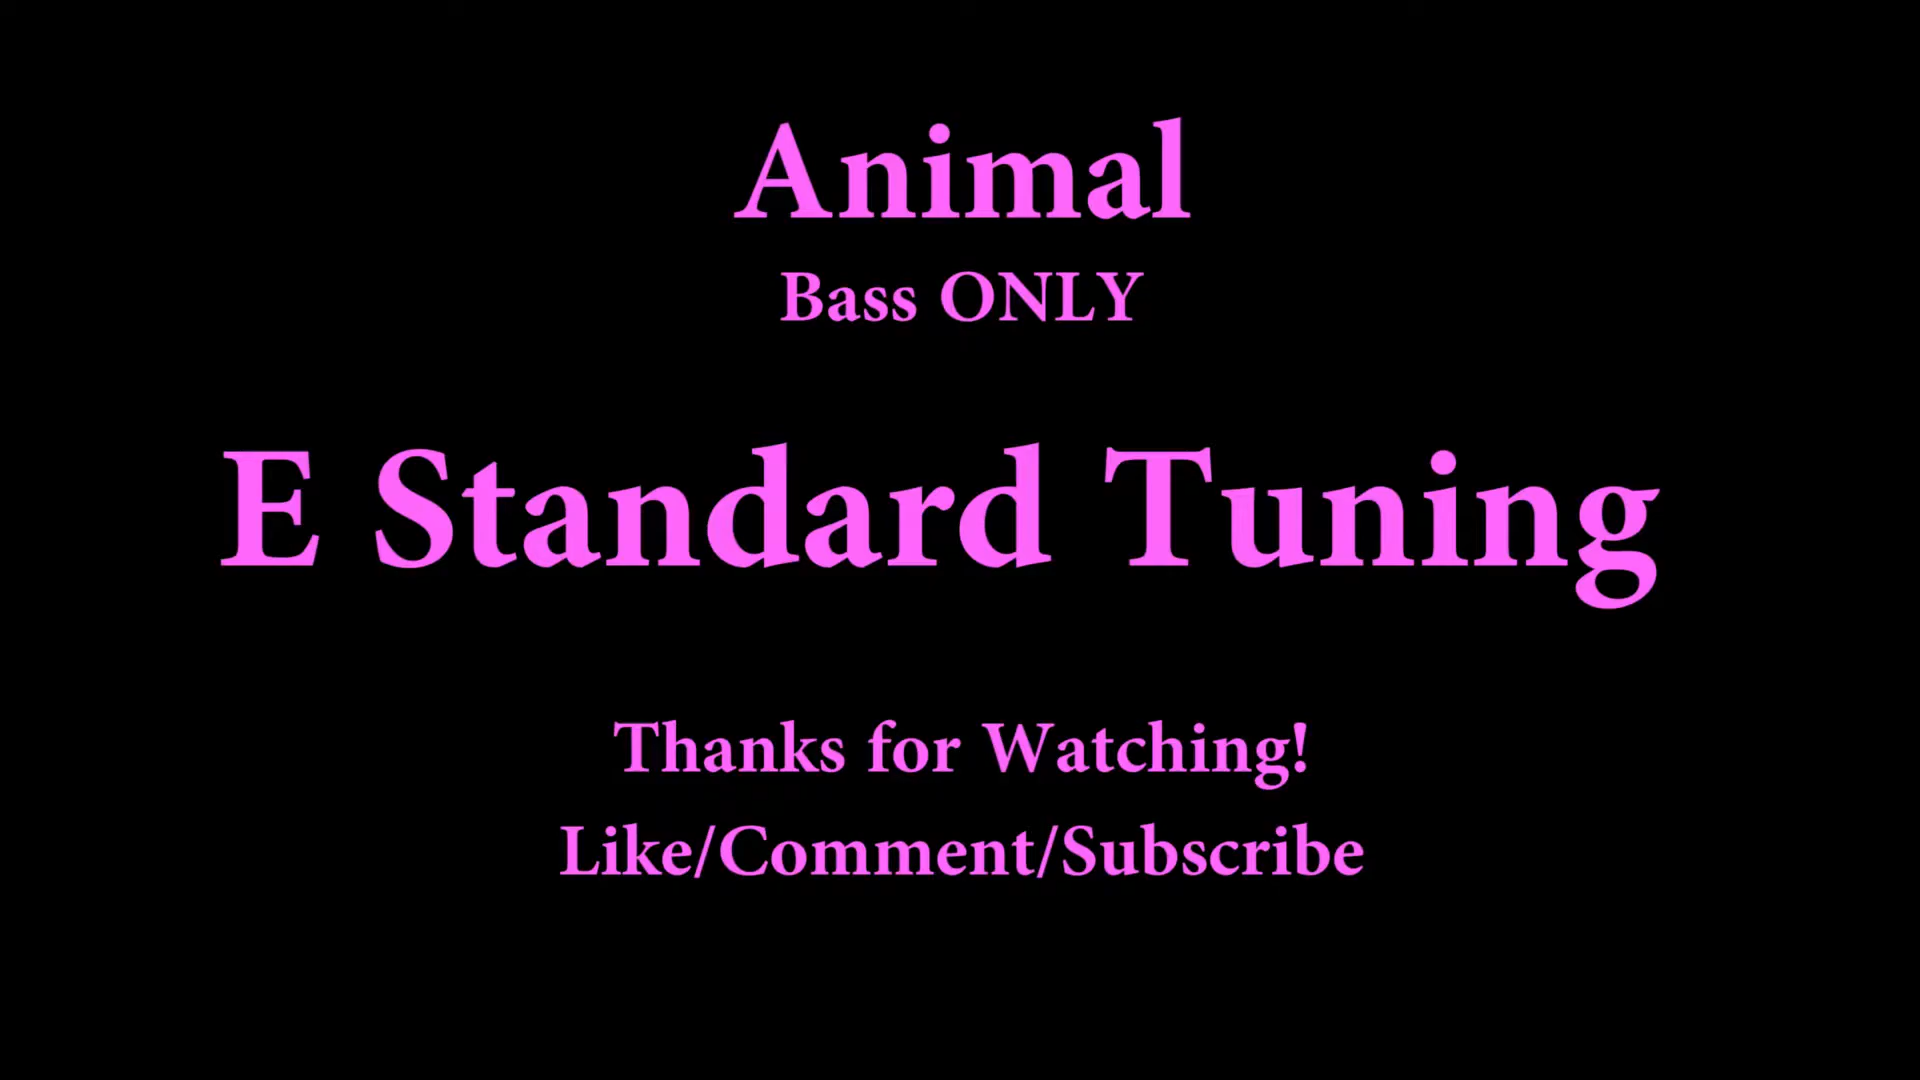 Animal
Bass ONLY
E Standard Tuning
Thanks for Watching!
Like/Comment/Subscribe